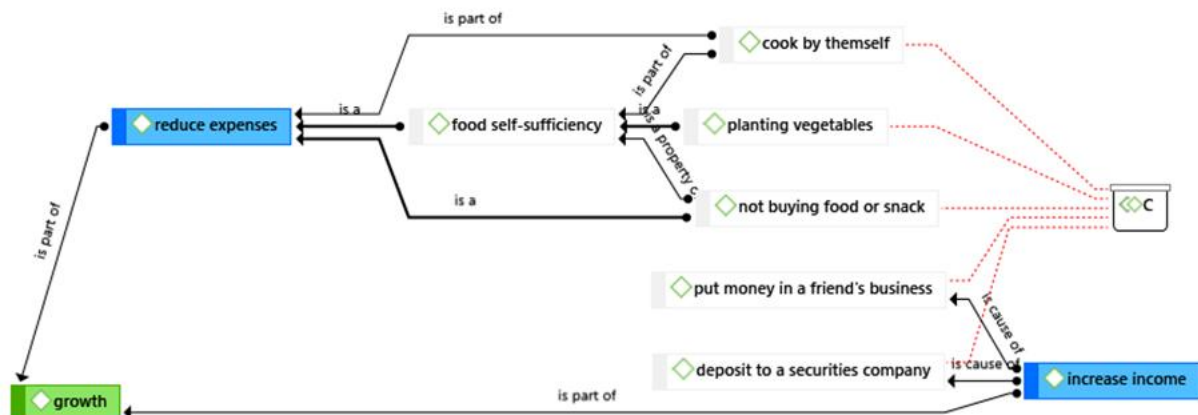 is part of
cook by themself
is part of
is a
reduce expenses
is a
food self-sufficiency
planting vegetables
is a property
is a
not buying food or snack
C
is part of
put money in a friend's business
is cause of
is cause of
deposit to a securities company
increase income
is part of
growth